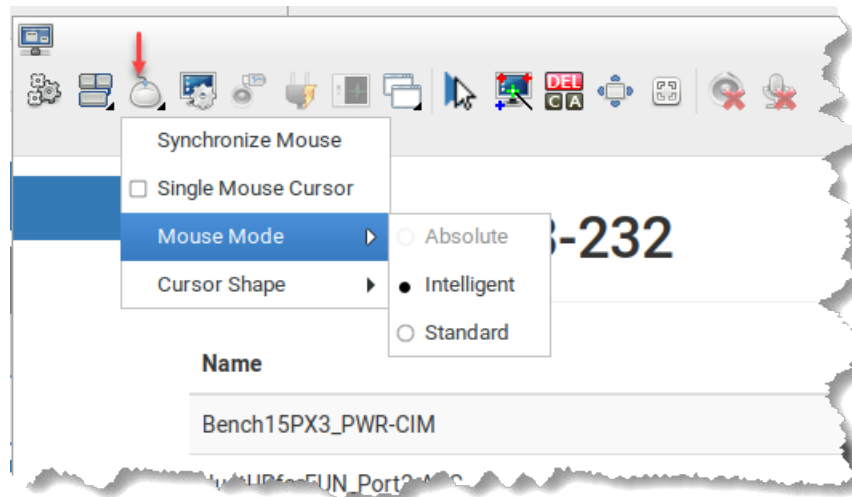 DEL
C A
Synchronize Mouse
Single Mouse Cursor
Mouse Mode
Absolute
-232
Intelligent
Cursor Shape
Standard
Name
Bench15PX3_PWR-CIM